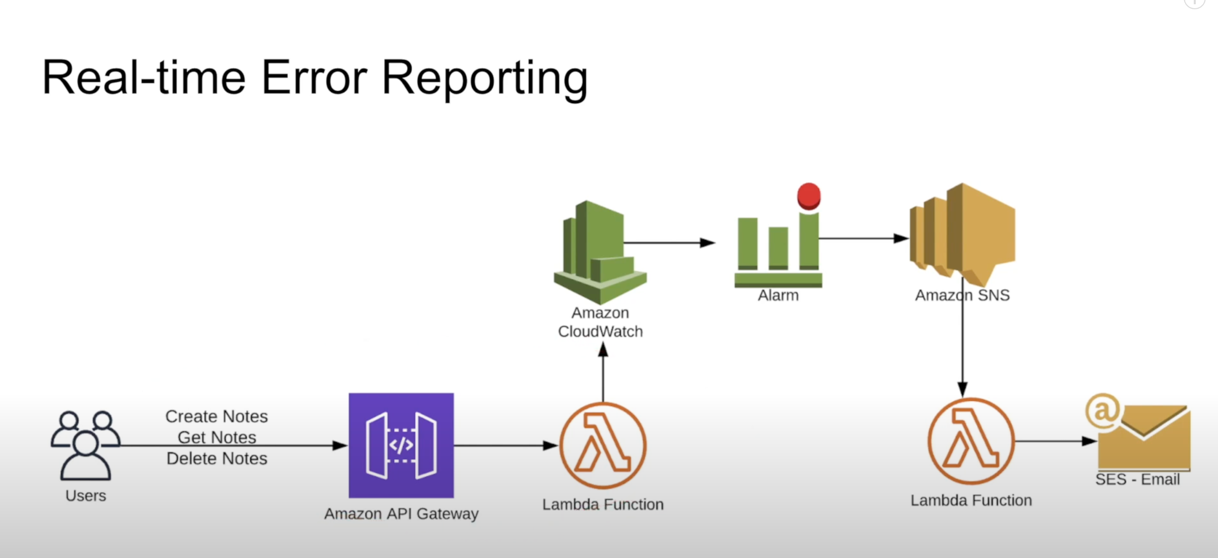 Real-time Error Reporting
Alarm
Amazon SNS
Amazon
CloudWatch
Create Notes
Get Notes
Delete Notes
@
</>
Users
Amazon API Gateway
Lambda Function
Lambda Function
SES - Email